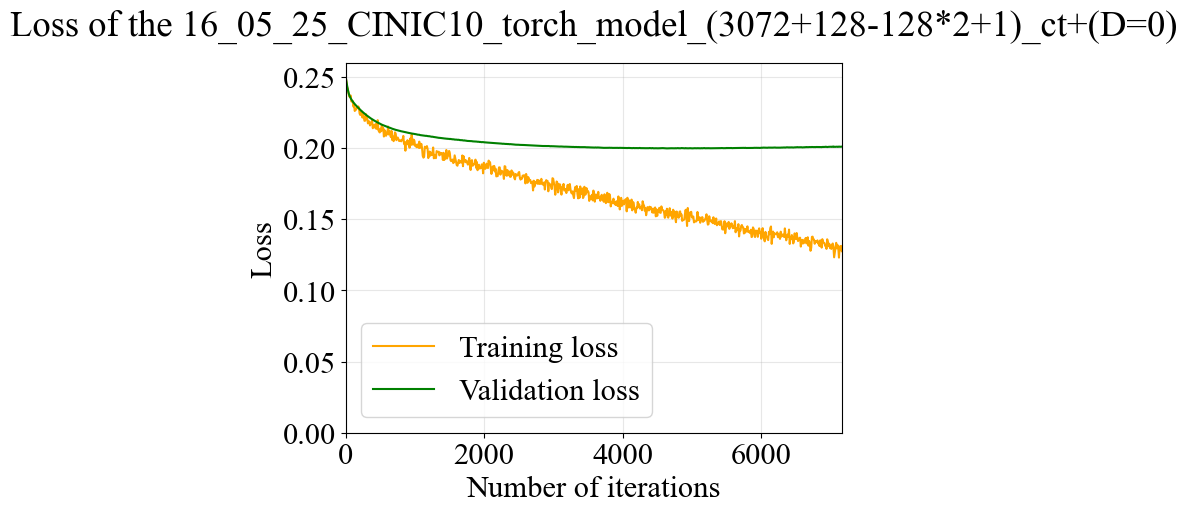 Loss of the 16_05_25_CINIC10_torch_model_(3072+128-128*2+1)_ct+(D=0)
0.25
0.20
0.15
0.10
0.05
0.00
Loss
Training loss
Validation loss
0 2000 4000 6000
Number of iterations